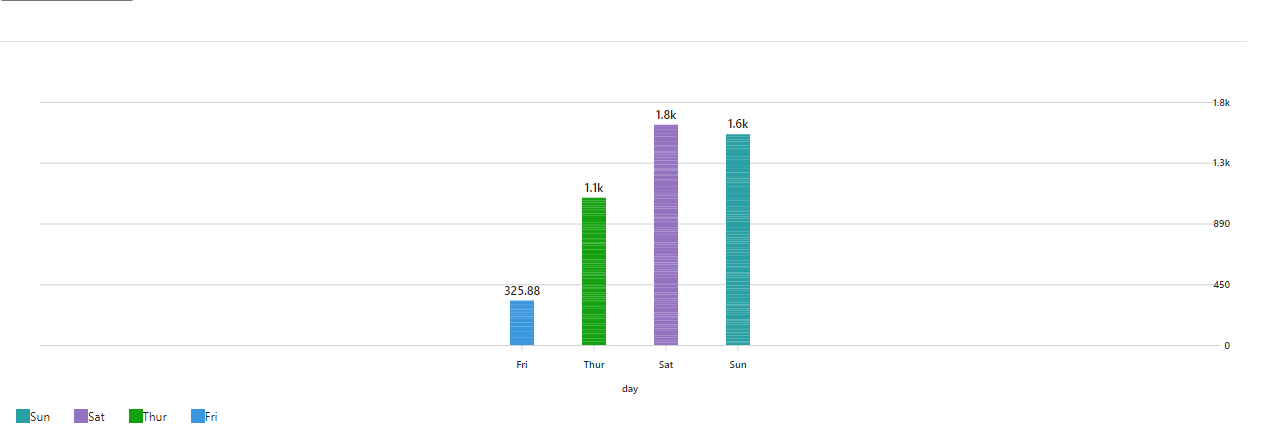 1.8k
1.8k
1.6k
1.3k
1.1k
890
450
325.88
0
Fri Thur Sat Sun
day
Sun Sat Thur Fri